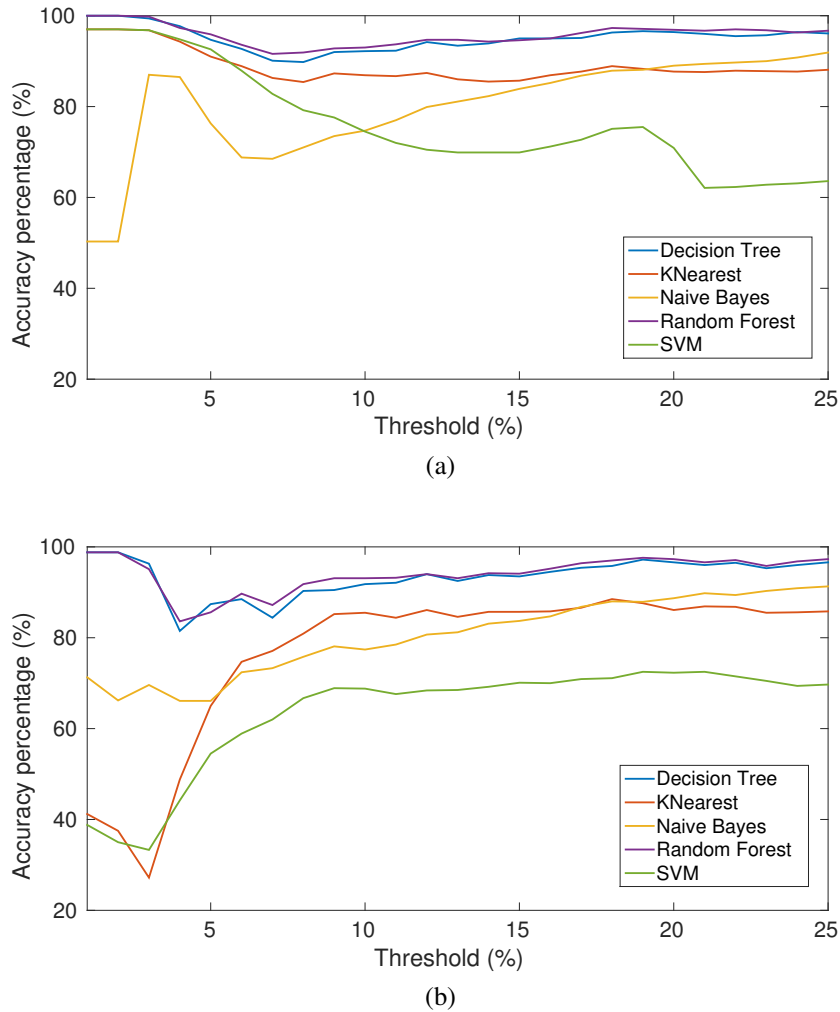 100
80
60
40
20
Accuracy percentage (%)
Decision Tree
KNearest
Naive Bayes
Random Forest
SVM
5 10 15 20 25
Threshold (%)
(a)
100
80
60
40
20
Accuracy percentage (%)
Decision Tree
KNearest
Naive Bayes
Random Forest
SVM
5 10 15 20 25
Threshold (%)
(b)